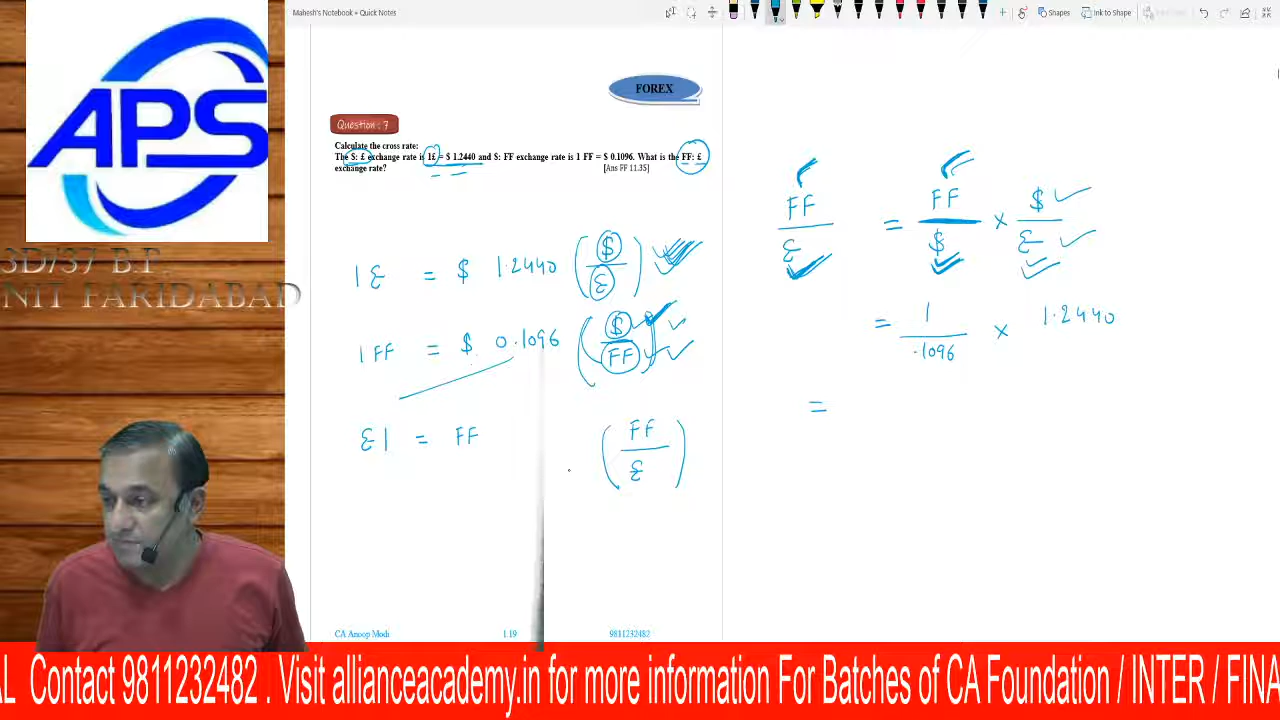 Mahesh's Notebook + Quick Notes
Shapes
Ink to Shape
APS
3D/37 B.P.
NIT FARIDABAD
FOREX
Question : 7
Calculate the cross rate:
The $: £ exchange rate is 1£ = $ 1.2440 and $: FF exchange rate is 1 FF = $ 0.1096. What is the FF: £
exchange rate? [Ans FF 11.35]
1£ = $ 1.2440 ($/£)
1FF = $ 0.1096 ($/FF)
£1 = FF (FF/£)
FF/£ = FF/$ × $/£
= 1/.1096 × 1.2440
=
CA Anoop Modi 1.19 9811232482
AL Contact 9811232482 . Visit allianceacademy.in for more information For Batches of CA Foundation / INTER / FINA